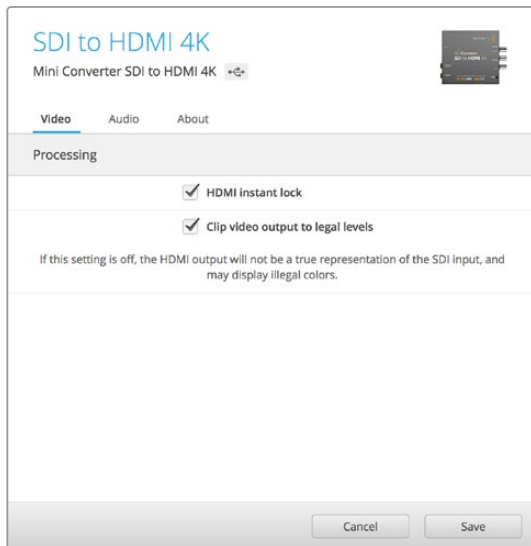 SDI to HDMI 4K
Mini Converter SDI to HDMI 4K
Video Audio About
Processing
HDMI instant lock
Clip video output to legal levels
If this setting is off, the HDMI output will not be a true representation of the SDI input, and
may display illegal colors.
Cancel Save